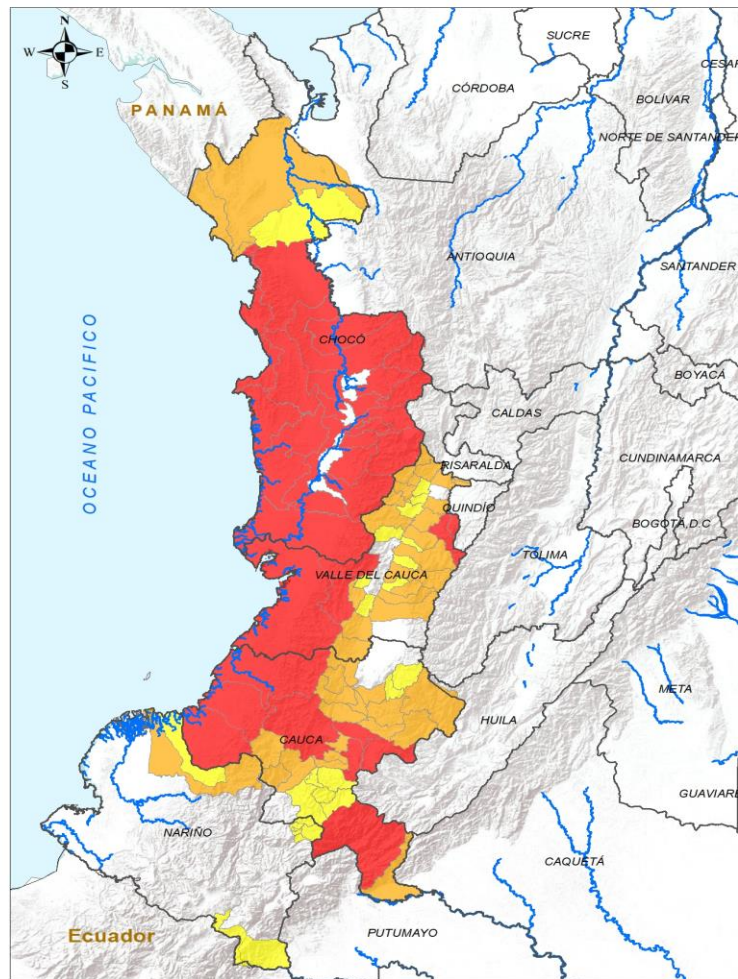 N
W E
S
SUCRE
CESAR
CÓRDOBA
BOLÍVAR
PANAMÁ
NORTE DE SANTANDER
ANTIOQUIA
SANTANDER
OCEANO PACIFICO
CHOCÓ
BOYACÁ
CALDAS
CUNDINAMARCA
RISARALDA
QUINDÍO
BOGOTÁ, D.C
TOLIMA
VALLE DEL CAUCA
META
HUILA
CAUCA
GUAVIARE
NARIÑO
CAQUETÁ
Ecuador
PUTUMAYO